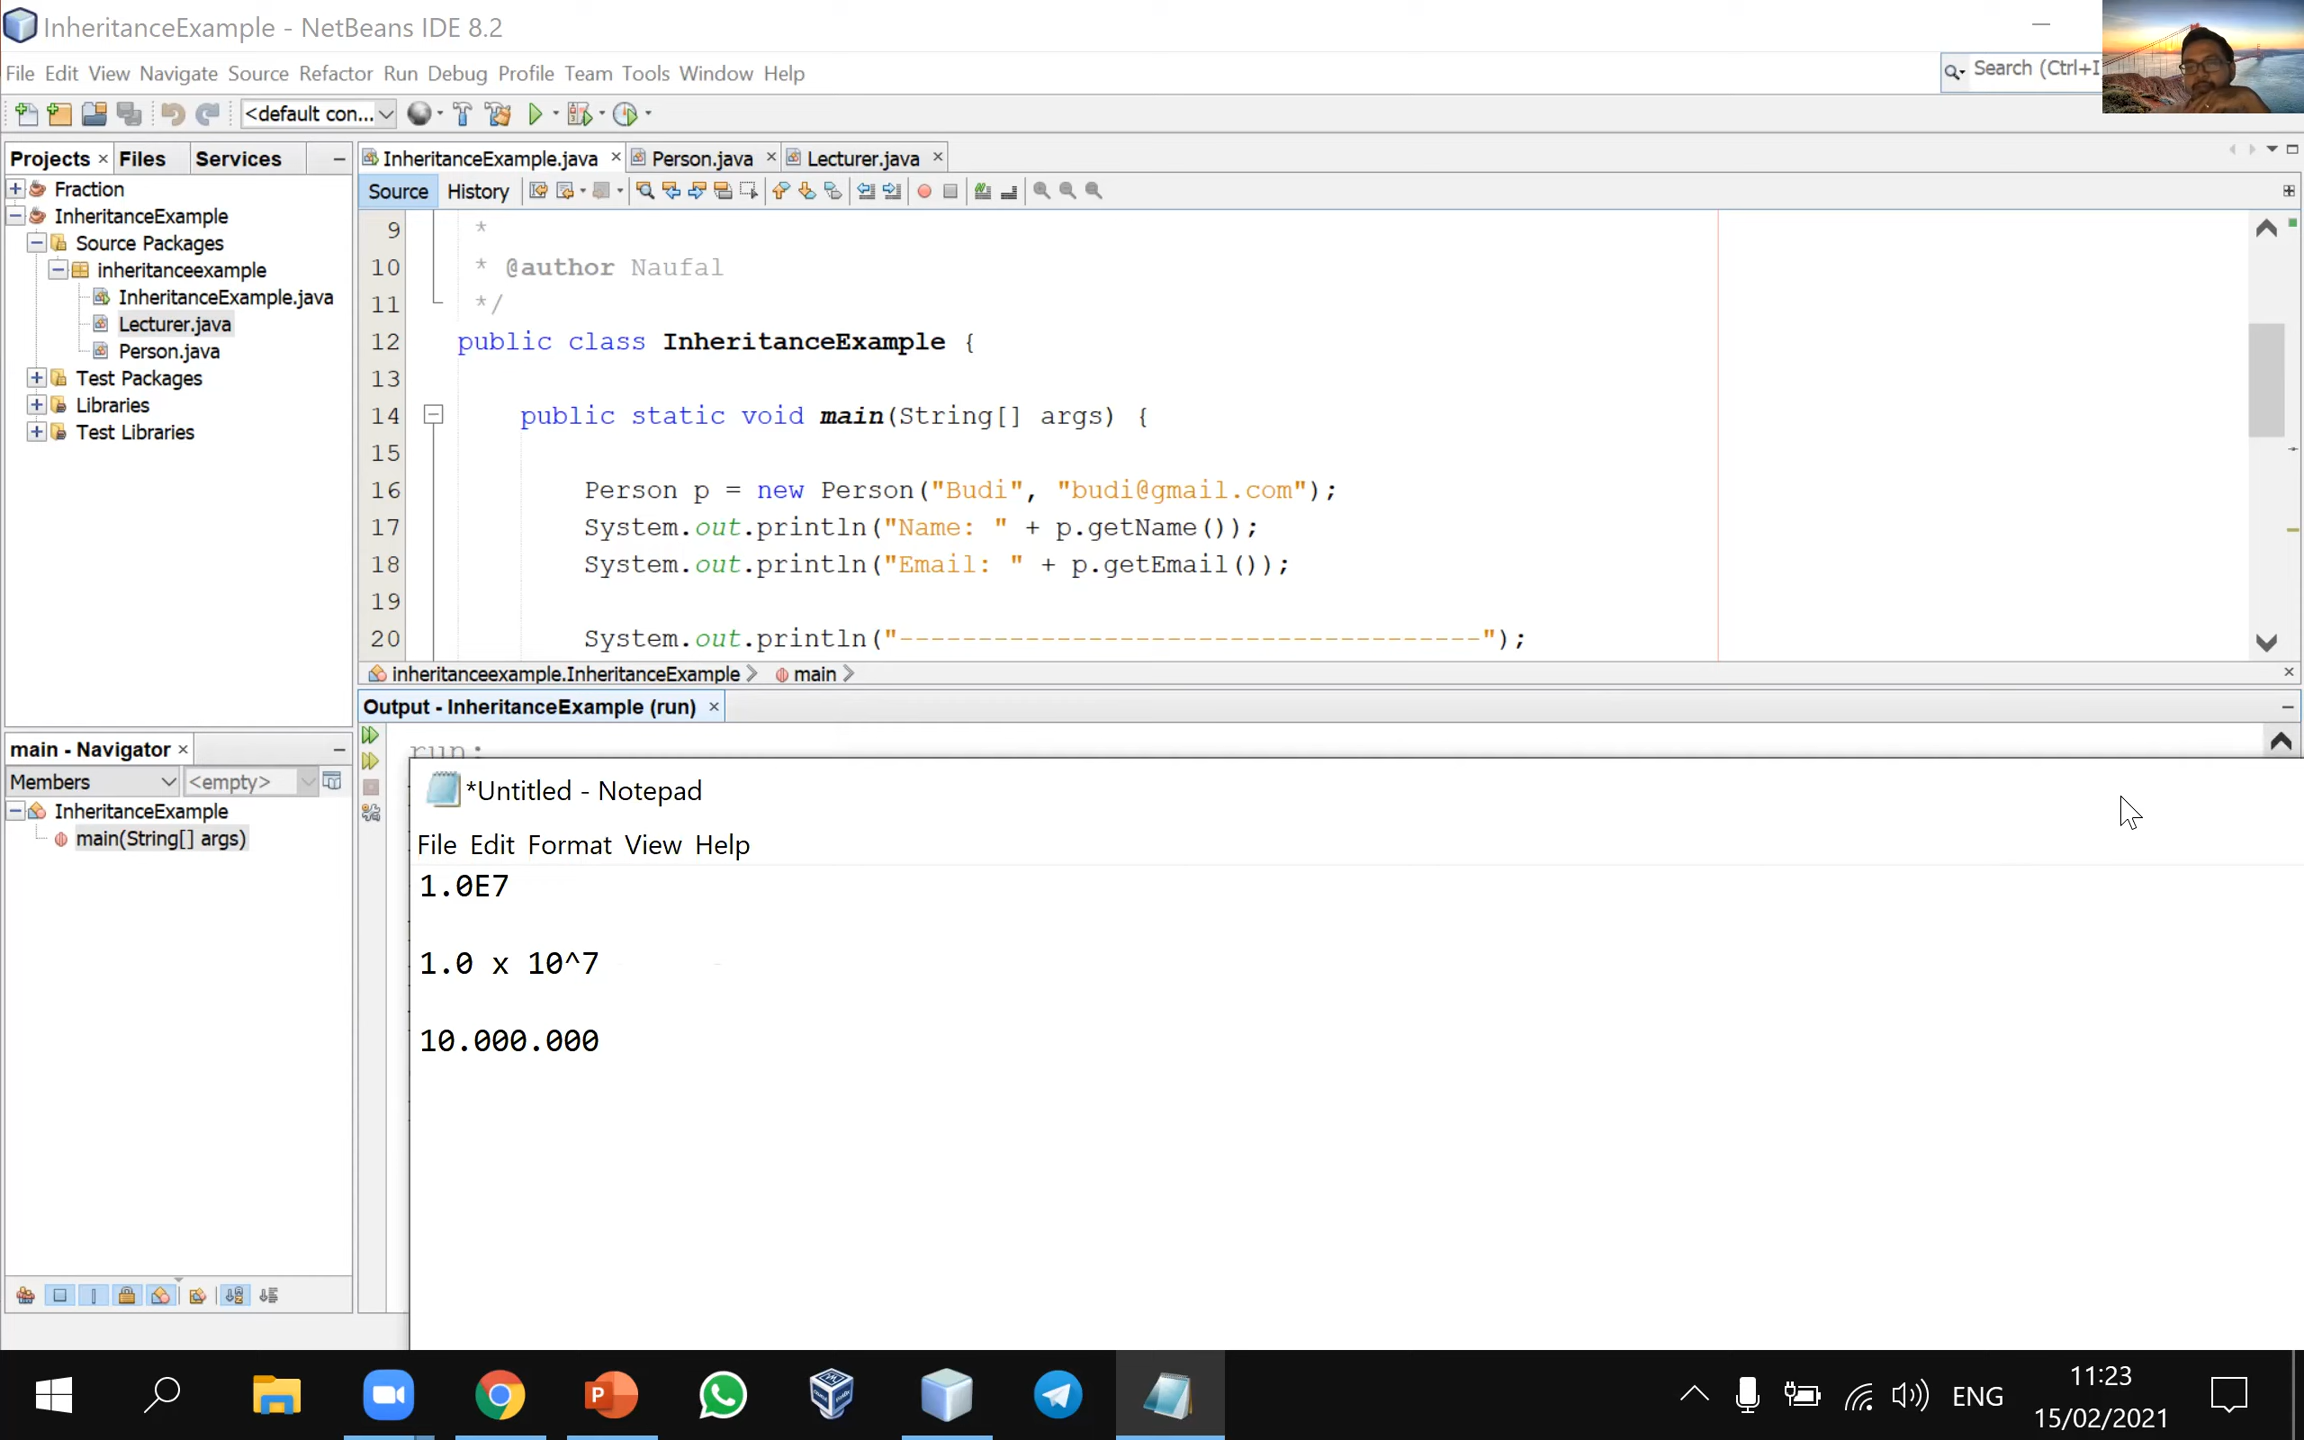 InheritanceExample - NetBeans IDE 8.2
File Edit View Navigate Source Refactor Run Debug Profile Team Tools Window Help
Search (Ctrl+I
<default con...
Projects Files Services
Fraction
InheritanceExample
Source Packages
inheritanceexample
InheritanceExample.java
Lecturer.java
Person.java
Test Packages
Libraries
Test Libraries
InheritanceExample.java Person.java Lecturer.java
Source History
9 *
10 * @author Naufal
11 */
12 public class InheritanceExample {
13
14 public static void main(String[] args) {
15
16 Person p = new Person("Budi", "budi@gmail.com");
17 System.out.println("Name: " + p.getName());
18 System.out.println("Email: " + p.getEmail());
19
20 System.out.println("-------------------------------------");
inheritanceexample.InheritanceExample main
Output - InheritanceExample (run)
run:
main - Navigator
Members <empty>
InheritanceExample
main(String[] args)
*Untitled - Notepad
File Edit Format View Help
1.0E7
1.0 x 10^7
10.000.000
ENG
11:23
15/02/2021